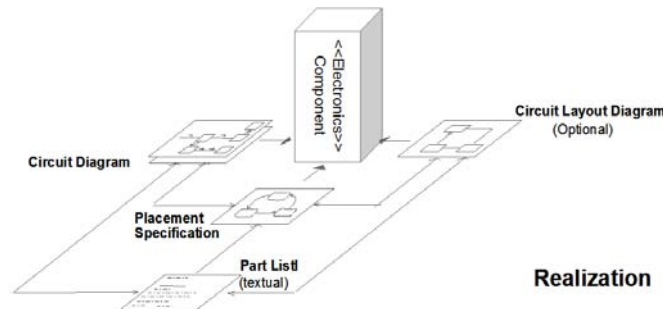 <<Electronics>>
Component
Circuit Layout Diagram
(Optional)
Circuit Diagram
Placement
Specification
Part Listl
(textual)
Realization